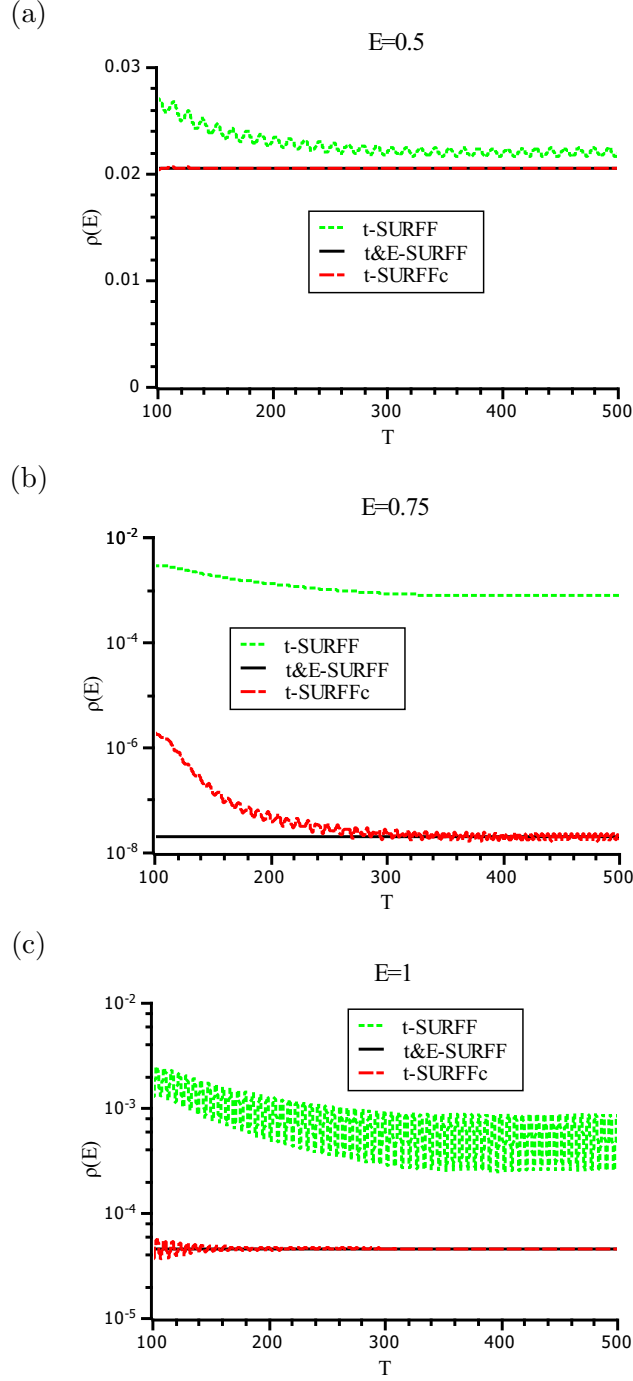 (a)
E=0.5
0.03
0.02
0.01
0
ρ(E)
t-SURFF
t&E-SURFF
t-SURFFc
100 200 300 400 500
T
(b)
E=0.75
10⁻²
10⁻⁴
10⁻⁶
10⁻⁸
ρ(E)
t-SURFF
t&E-SURFF
t-SURFFc
100 200 300 400 500
T
(c)
E=1
10⁻²
10⁻³
10⁻⁴
10⁻⁵
ρ(E)
t-SURFF
t&E-SURFF
t-SURFFc
100 200 300 400 500
T